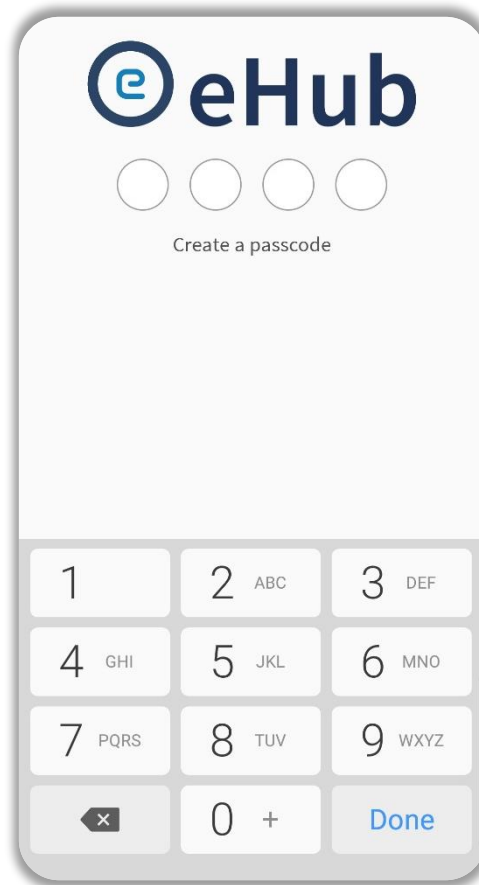 e eHub
Create a passcode
1 2 ABC 3 DEF
4 GHI 5 JKL 6 MNO
7 PQRS 8 TUV 9 WXYZ
0 + Done